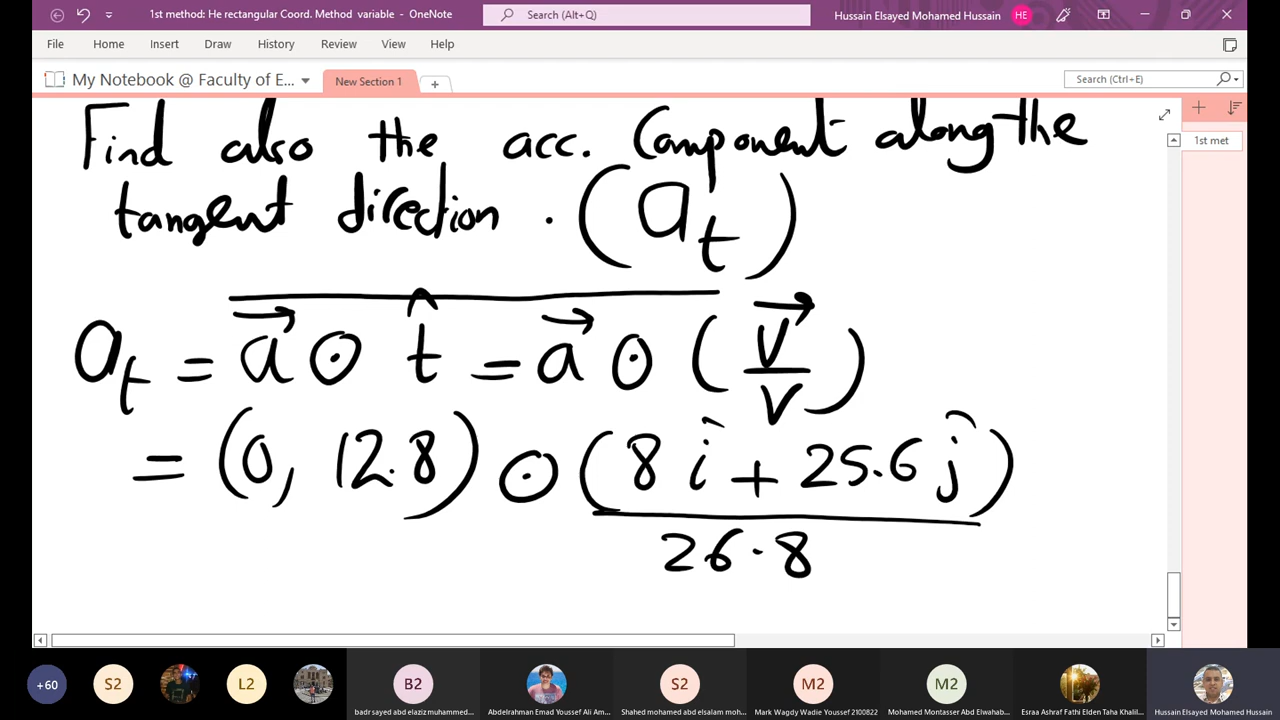 1st method: He rectangular Coord. Method variable - OneNote
Search (Alt+Q)
Hussain Elsayed Mohamed Hussain
HE
File Home Insert Draw History Review View Help
My Notebook @ Faculty of E...
New Section 1
Search (Ctrl+E)
1st met
Find also the acc. Component along the
tangent direction. (a_t)
a_t = a⃗ ⊙ t̂ = a⃗ ⊙ (v⃗/v)
= (0, 12.8) ⊙ (8 î + 25.6 ĵ)
26.8
+60
S2
L2
B2
S2
M2
M2
badr sayed abd elaziz muhammed...
Abdelrahman Emad Youssef Ali Am...
Shahed mohamed abd elsalam moh...
Mark Wagdy Wadie Youssef 2100822
Mohamed Montasser Abd Elwahab...
Esraa Ashraf Fathi Elden Taha Khalil...
Hussain Elsayed Mohamed Hussain